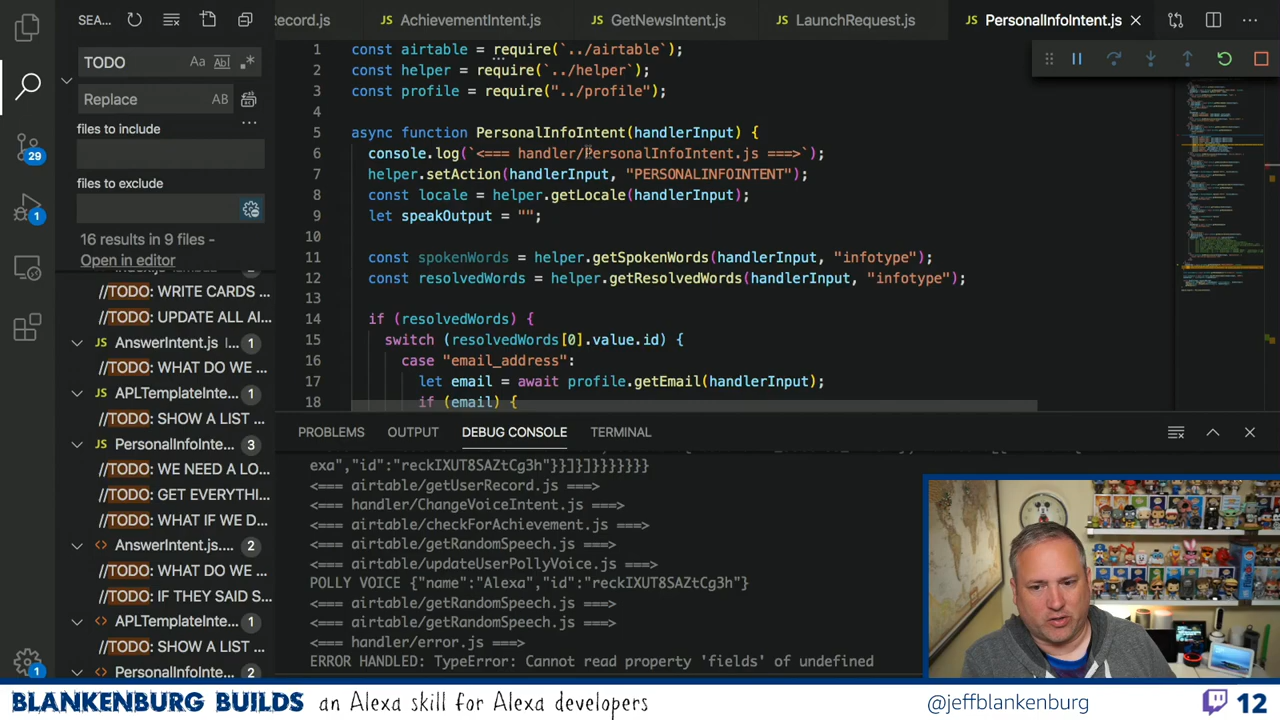 ecord.js
AchievementIntent.js
GetNewsIntent.js
LaunchRequest.js
PersonalInfoIntent.js
SEA...
TODO
Replace
files to include
files to exclude
16 results in 9 files -
Open in editor
//TODO: WRITE CARDS ...
//TODO: UPDATE ALL AI...
AnswerIntent.js 1
//TODO: WHAT DO WE ...
APLTemplateInte... 1
//TODO: SHOW A LIST ...
PersonalInfoInte... 3
//TODO: WE NEED A LO...
//TODO: GET EVERYTHI...
//TODO: WHAT IF WE D...
AnswerIntent.js.... 2
//TODO: WHAT DO WE ...
//TODO: IF THEY SAID S...
APLTemplateInte... 1
//TODO: SHOW A LIST ...
PersonalInfoInte... 2
29
1
1
1 const airtable = require(`../airtable`);
2 const helper = require(`../helper`);
3 const profile = require("../profile");
4
5 async function PersonalInfoIntent(handlerInput) {
6 console.log(`<=== handler/PersonalInfoIntent.js ===>`);
7 helper.setAction(handlerInput, "PERSONALINFOINTENT");
8 const locale = helper.getLocale(handlerInput);
9 let speakOutput = "";
10
11 const spokenWords = helper.getSpokenWords(handlerInput, "infotype");
12 const resolvedWords = helper.getResolvedWords(handlerInput, "infotype");
13
14 if (resolvedWords) {
15 switch (resolvedWords[0].value.id) {
16 case "email_address":
17 let email = await profile.getEmail(handlerInput);
18 if (email) {
PROBLEMS OUTPUT DEBUG CONSOLE TERMINAL
exa","id":"reckIXUT8SAZtCg3h"}}]}]}}}}}}}
<=== airtable/getUserRecord.js ===>
<=== handler/ChangeVoiceIntent.js ===>
<=== airtable/checkForAchievement.js ===>
<=== airtable/getRandomSpeech.js ===>
<=== airtable/updateUserPollyVoice.js ===>
POLLY VOICE {"name":"Alexa","id":"reckIXUT8SAZtCg3h"}
<=== airtable/getRandomSpeech.js ===>
<=== airtable/getRandomSpeech.js ===>
<=== handler/error.js ===>
ERROR HANDLED: TypeError: Cannot read property 'fields' of undefined
BLANKENBURG BUILDS an Alexa skill for Alexa developers
@jeffblankenburg
12